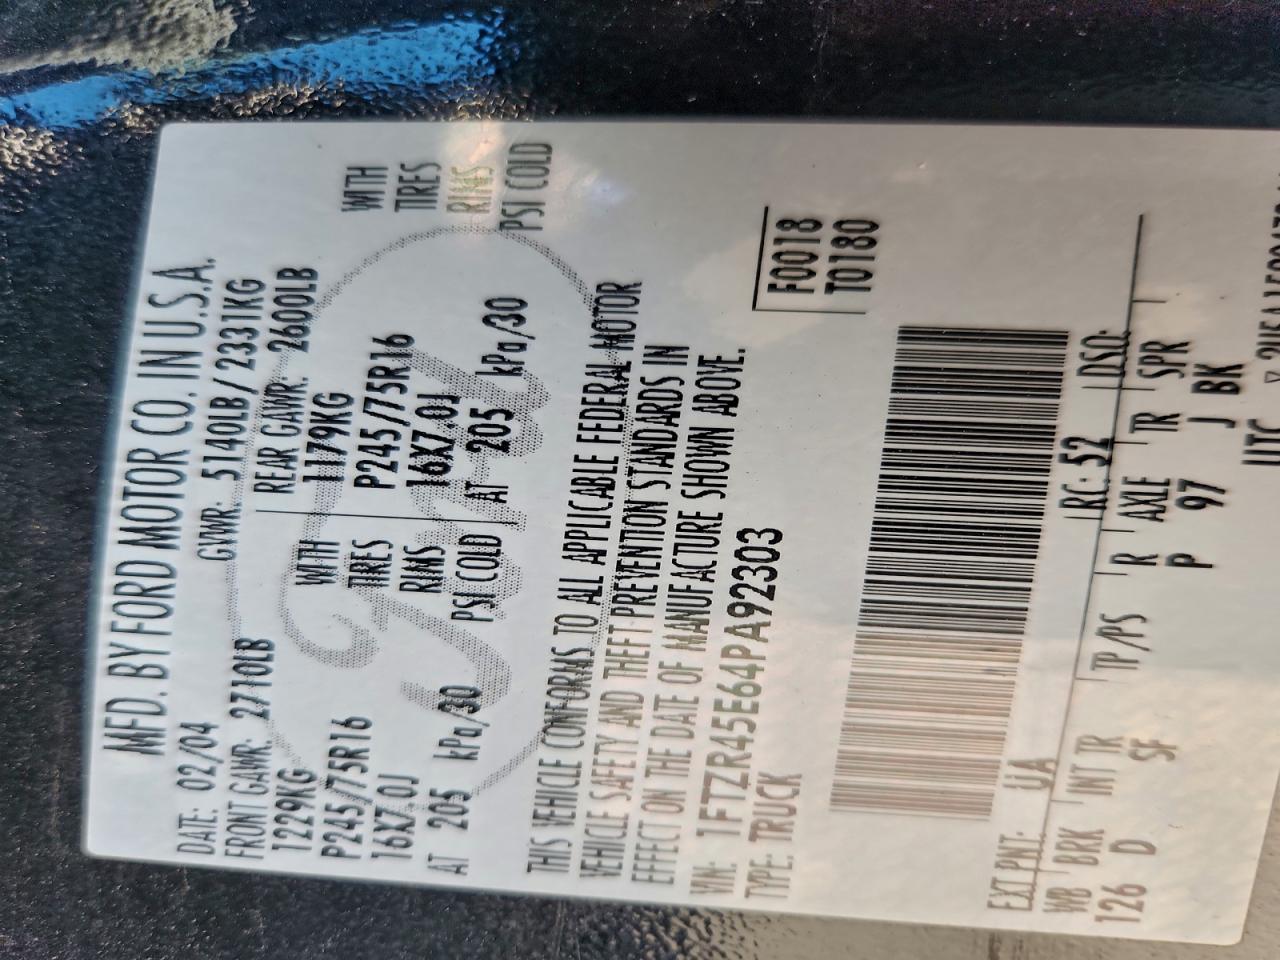 MFD. BY FORD MOTOR CO. IN U.S.A.
DATE: 02/04 GVWR: 5140LB / 2331KG
FRONT GAWR: 2710LB REAR GAWR: 2600LB
1229KG WITH 1179KG WITH
P245/75R16 TIRES P245/75R16 TIRES
16X7.0J RIMS 16X7.0J RIMS
AT 205 kPa/30 PSI COLD AT 205 kPa/30 PSI COLD
THIS VEHICLE CONFORMS TO ALL APPLICABLE FEDERAL MOTOR
VEHICLE SAFETY AND THEFT PREVENTION STANDARDS IN
EFFECT ON THE DATE OF MANUFACTURE SHOWN ABOVE.
VIN: 1FTZR45E64PA92303 F0018
TYPE: TRUCK T0180
EXT PNT: UA RC: 52 DSO:
WB BRK INT TR TP/PS R AXLE TR SPR
126 D SF P 97 J BK
UTC